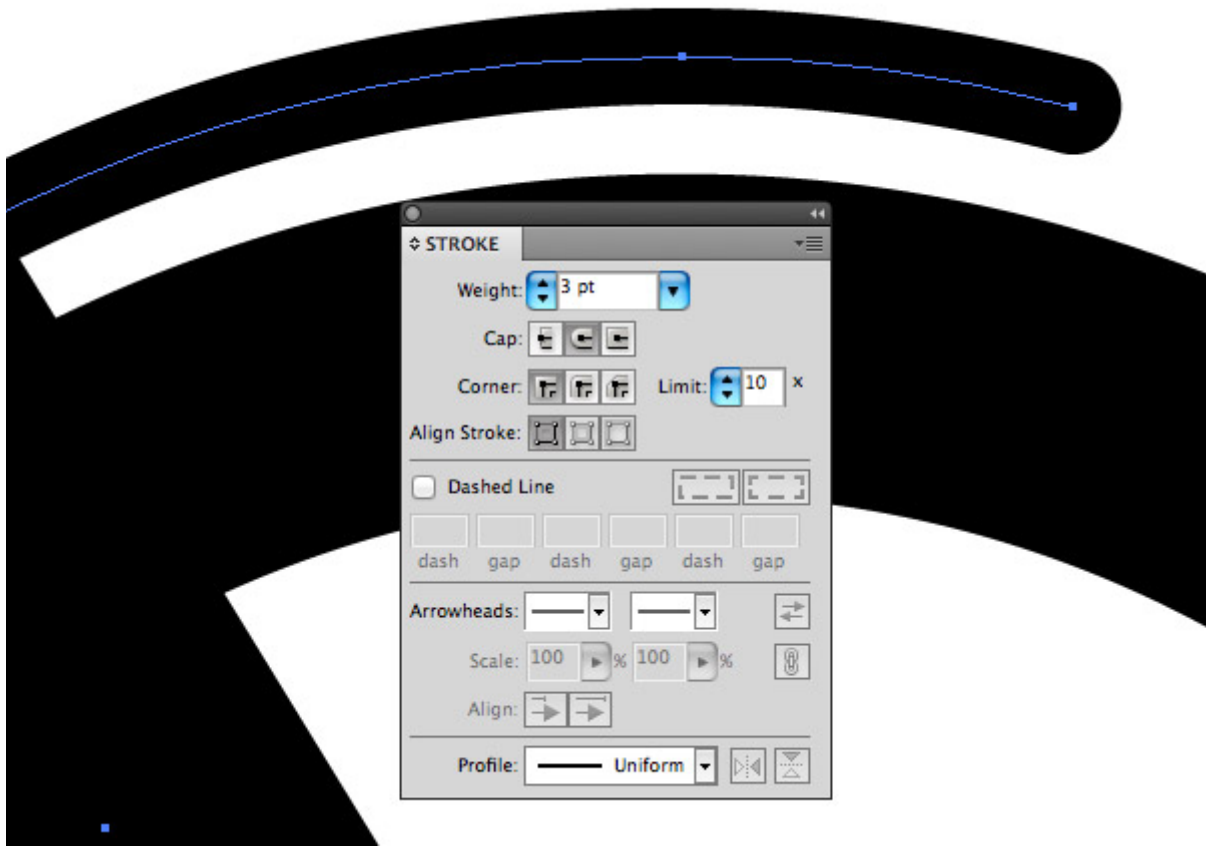 STROKE
Weight: 3 pt
Cap:
Corner: Limit: 10 x
Align Stroke:
Dashed Line
dash gap dash gap dash gap
Arrowheads:
Scale: 100 % 100 %
Align:
Profile: Uniform